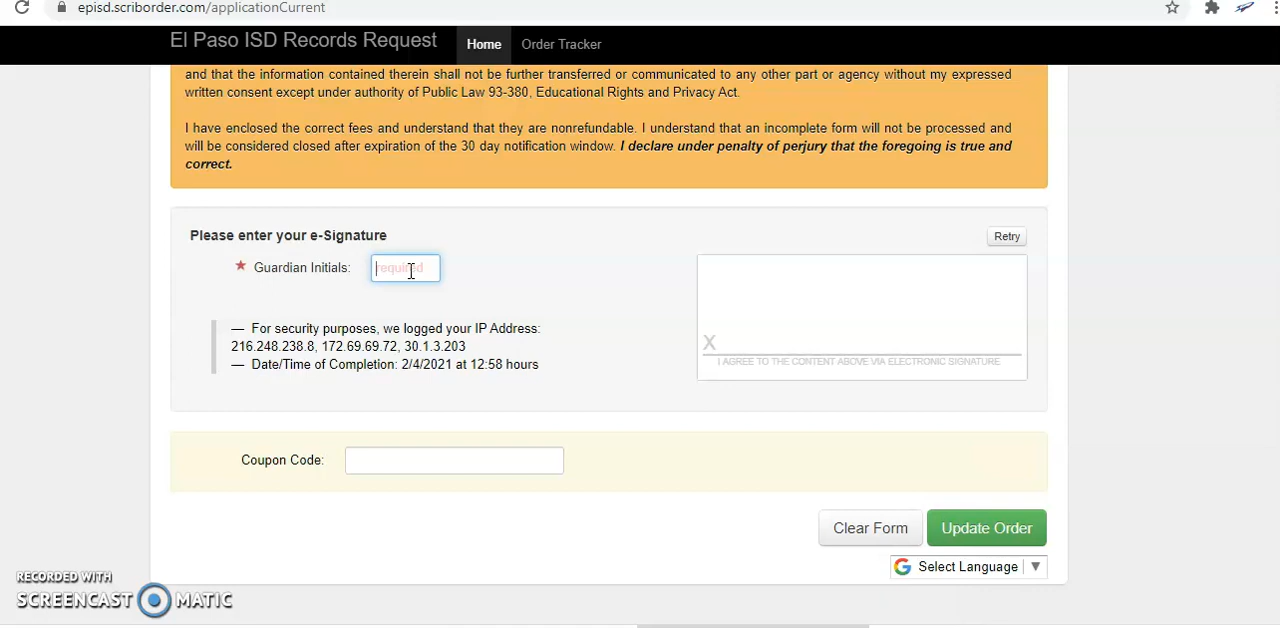 episd.scriborder.com/applicationCurrent
El Paso ISD Records Request
Home
Order Tracker
and that the information contained therein shall not be further transferred or communicated to any other part or agency without my expressed
written consent except under authority of Public Law 93-380, Educational Rights and Privacy Act.
I have enclosed the correct fees and understand that they are nonrefundable. I understand that an incomplete form will not be processed and
will be considered closed after expiration of the 30 day notification window. I declare under penalty of perjury that the foregoing is true and
correct.
Please enter your e-Signature
Retry
★ Guardian Initials: required
— For security purposes, we logged your IP Address:
216.248.238.8, 172.69.69.72, 30.1.3.203
— Date/Time of Completion: 2/4/2021 at 12:58 hours
X
I AGREE TO THE CONTENT ABOVE VIA ELECTRONIC SIGNATURE.
Coupon Code:
Clear Form
Update Order
G Select Language ▼
RECORDED WITH
SCREENCAST MATIC